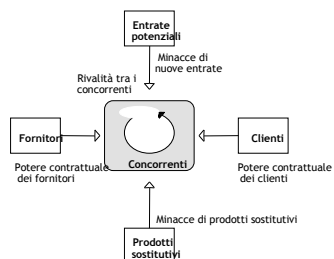 Entrate
potenziali
Minacce di
nuove entrate
Rivalità tra i
concorrenti
Fornitori
Clienti
Concorrenti
Potere contrattuale
dei fornitori
Potere contrattuale
dei clienti
Minacce di prodotti sostitutivi
Prodotti
sostitutivi